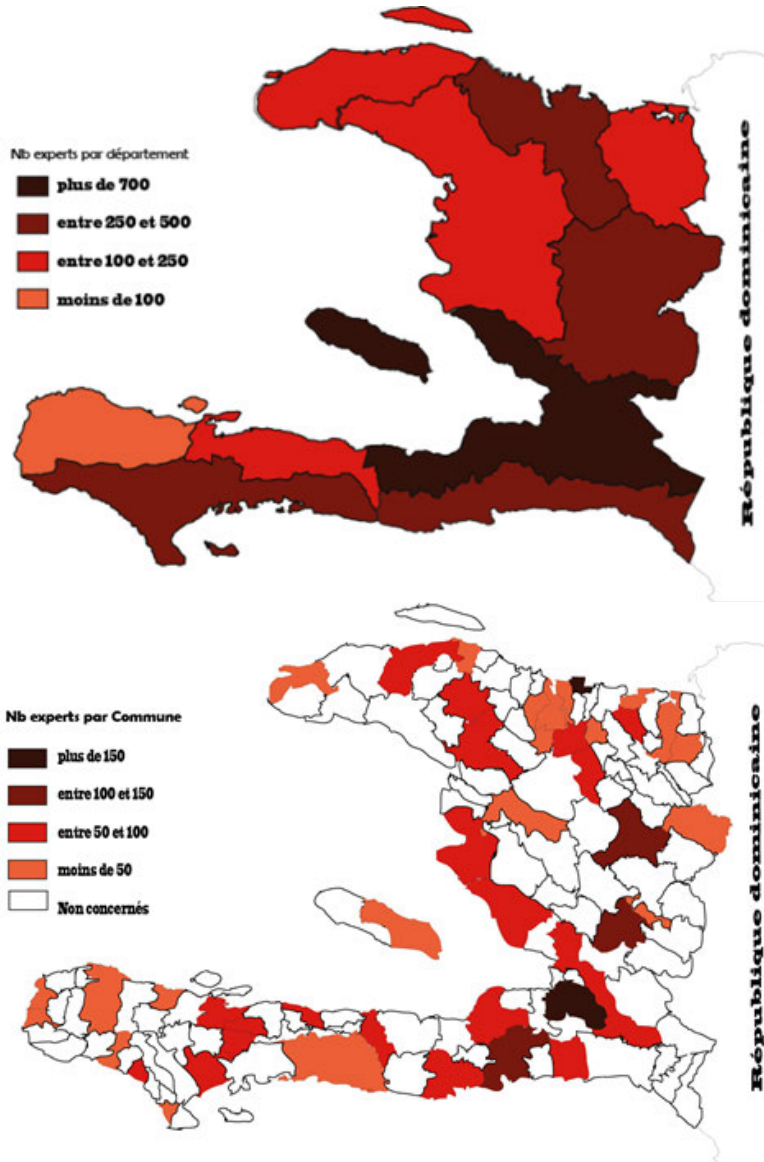 Nb experts par département
plus de 700
entre 250 et 500
entre 100 et 250
moins de 100
République dominicaine
Nb experts par Commune
plus de 150
entre 100 et 150
entre 50 et 100
moins de 50
Non concernés
République dominicaine